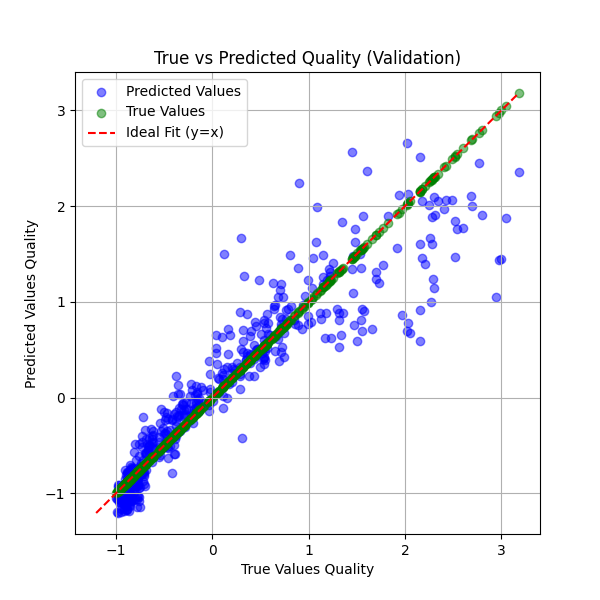 True vs Predicted Quality (Validation)
Predicted Values
True Values
Ideal Fit (y=x)
Predicted Values Quality
3
2
1
0
−1
−1 0 1 2 3
True Values Quality